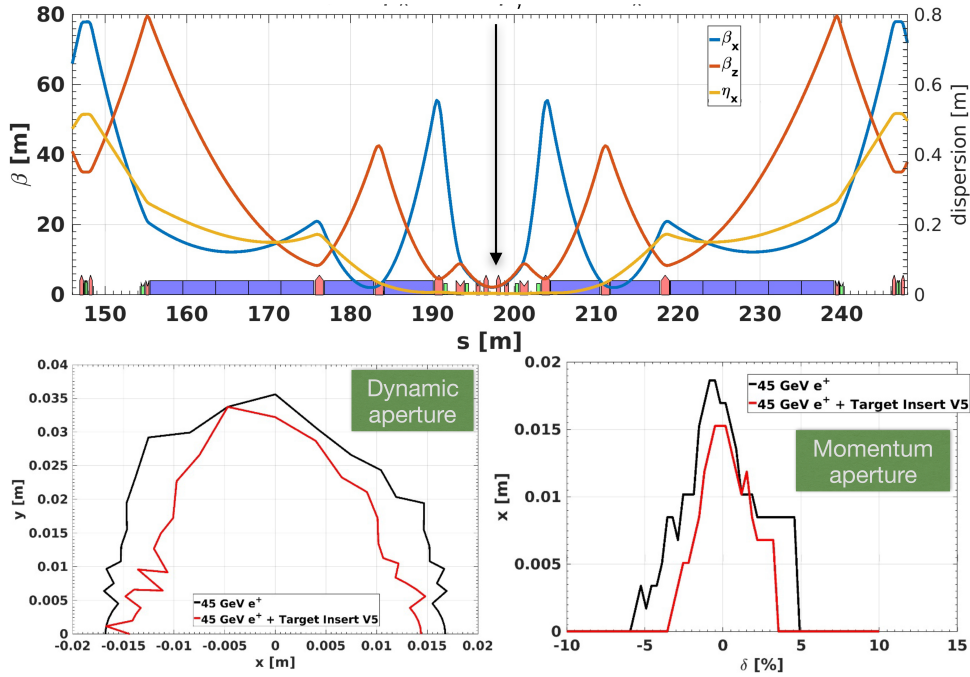 80
60
40
20
0
β [m]
0.8
0.6
0.4
0.2
0
dispersion [m]
β x
β z
η x
150 160 170 180 190 200 210 220 230 240
s [m]
0.04
0.035
0.03
0.025
0.02
0.015
0.01
0.005
0
y [m]
Dynamic
aperture
45 GeV e+
45 GeV e+ + Target Insert V5
-0.02 -0.015 -0.01 -0.005 0 0.005 0.01 0.015 0.02
x [m]
0.02
0.015
0.01
0.005
0
x [m]
45 GeV e+
45 GeV e+ + Target Insert V5
Momentum
aperture
-10 -5 0 5 10 15
δ [%]